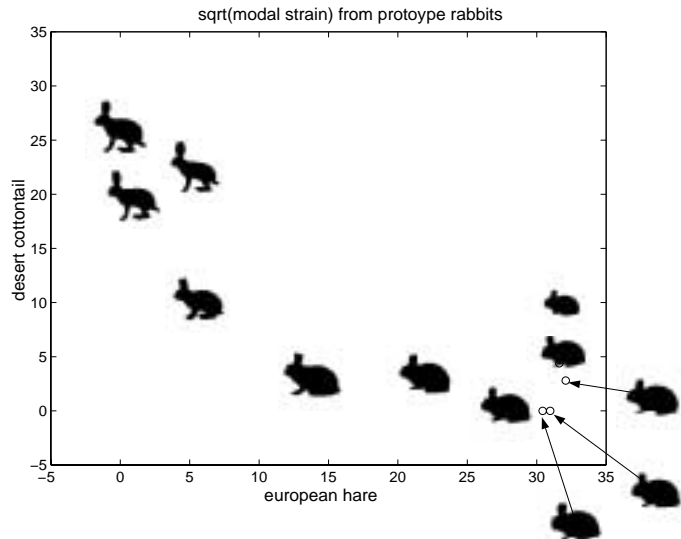 sqrt(modal strain) from protoype rabbits
35
30
25
20
15
10
5
0
−5
desert cottontail
−5 0 5 10 15 20 25 30 35
european hare